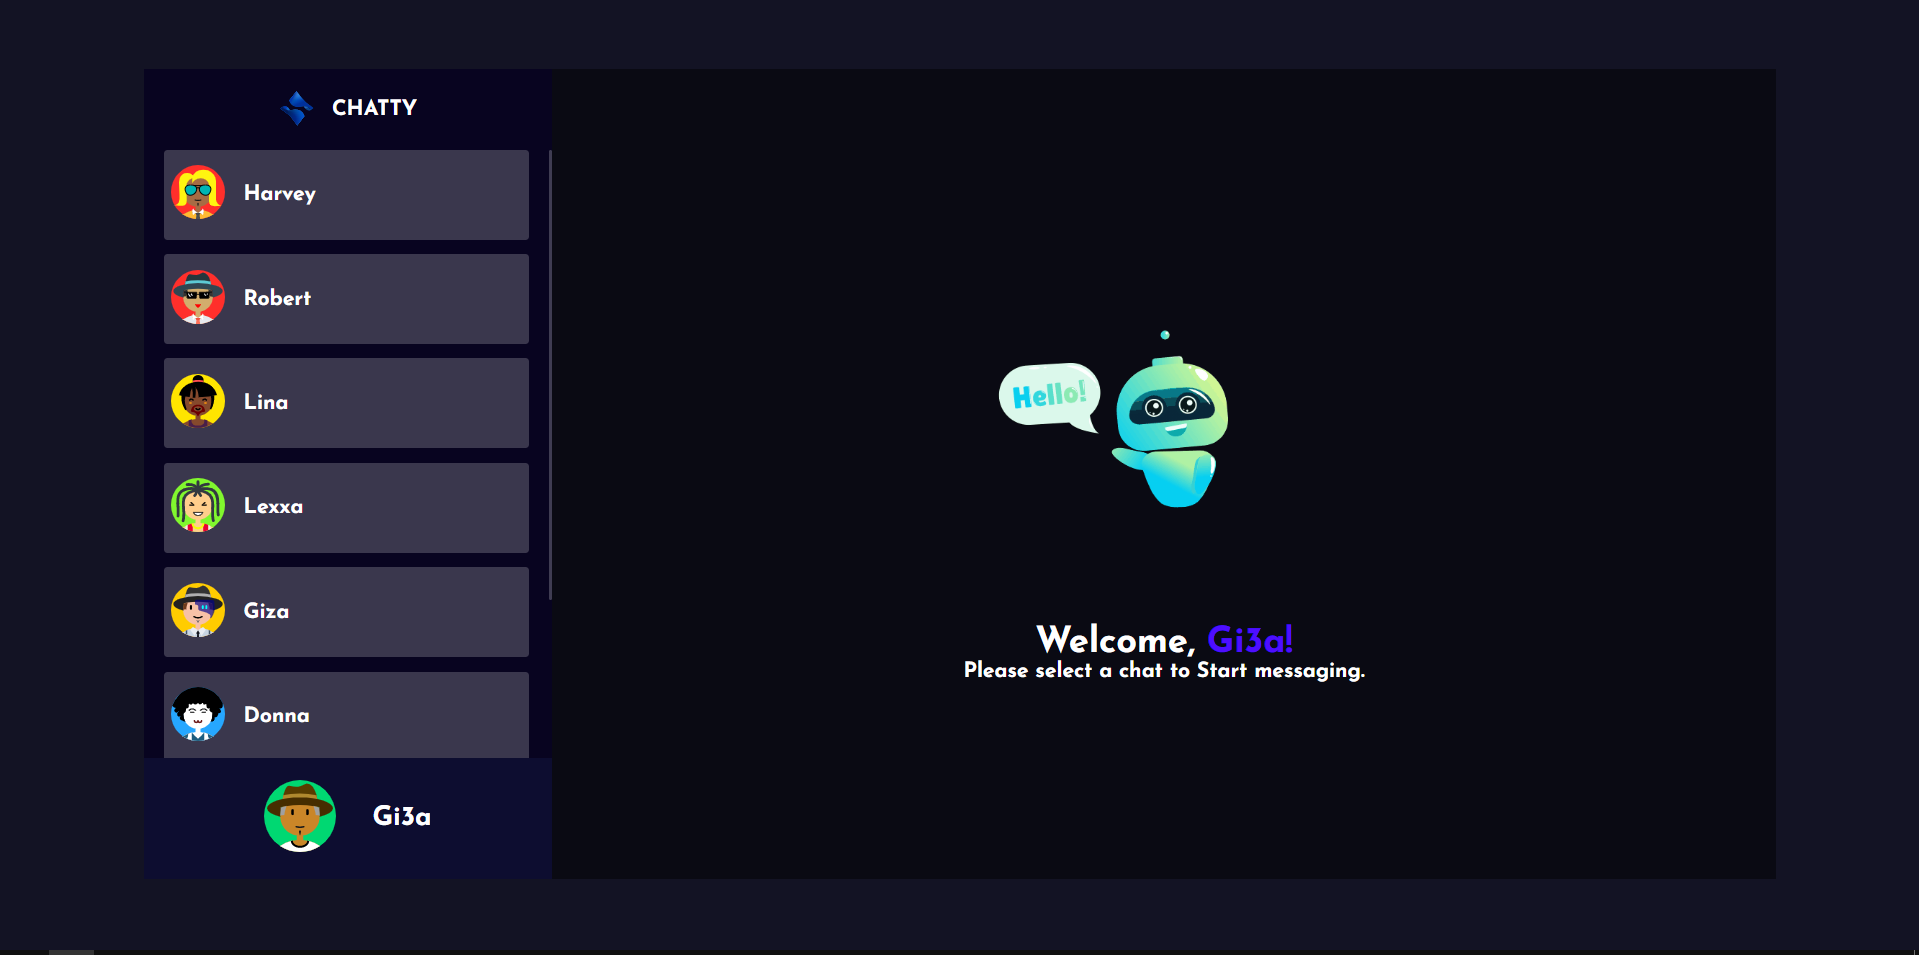 CHATTY
Harvey
Robert
Lina
Lexxa
Giza
Donna
Gi3a
Hello!
Welcome, Gi3a!
Please select a chat to Start messaging.